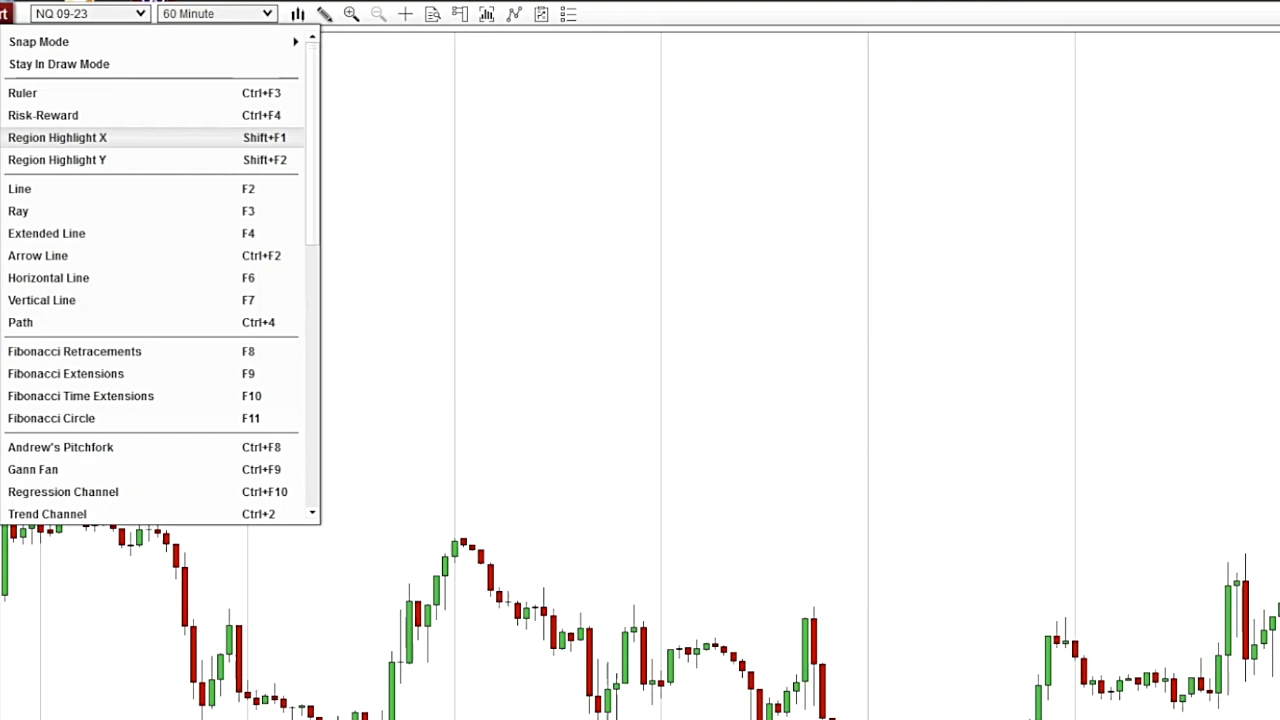 rt NQ 09-23 60 Minute
Snap Mode
Stay In Draw Mode
Ruler Ctrl+F3
Risk-Reward Ctrl+F4
Region Highlight X Shift+F1
Region Highlight Y Shift+F2
Line F2
Ray F3
Extended Line F4
Arrow Line Ctrl+F2
Horizontal Line F6
Vertical Line F7
Path Ctrl+4
Fibonacci Retracements F8
Fibonacci Extensions F9
Fibonacci Time Extensions F10
Fibonacci Circle F11
Andrew's Pitchfork Ctrl+F8
Gann Fan Ctrl+F9
Regression Channel Ctrl+F10
Trend Channel Ctrl+2